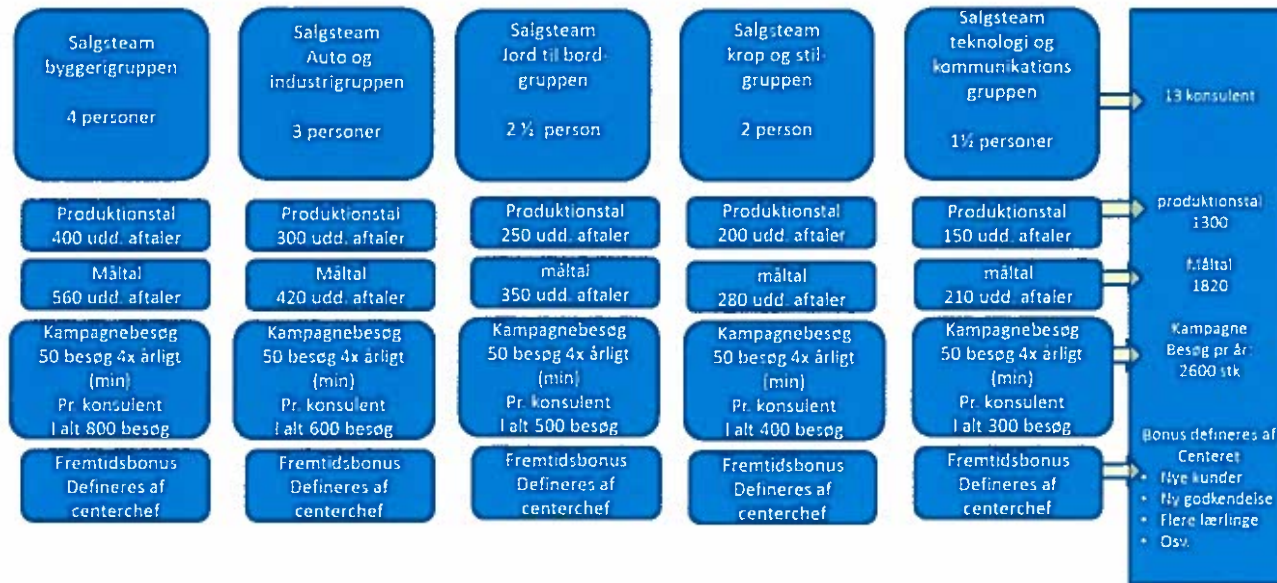 Salgsteam
byggerigruppen
4 personer
Produktionstal
400 udd. aftaler
Måltal
560 udd. aftaler
Kampagnebesøg
50 besøg 4x årligt
(min)
Pr. konsulent
I alt 800 besøg
Fremtidsbonus
Defineres af
centerchef
Salgsteam
Auto og
industrigruppen
3 personer
Produktionstal
300 udd. aftaler
Måltal
420 udd. aftaler
Kampagnebesøg
50 besøg 4x årligt
(min)
Pr. konsulent
I alt 600 besøg
Fremtidsbonus
Defineres af
centerchef
Salgsteam
Jord til bord-
gruppen
2 ½ person
Produktionstal
250 udd. aftaler
måltal
350 udd. aftaler
Kampagnebesøg
50 besøg 4x årligt
(min)
Pr. konsulent
I alt 500 besøg
Fremtidsbonus
Defineres af
centerchef
Salgsteam
krop og stil-
gruppen
2 person
Produktionstal
200 udd. aftaler
måltal
280 udd. aftaler
Kampagnebesøg
50 besøg 4x årligt
(min)
Pr. konsulent
I alt 400 besøg
Fremtidsbonus
Defineres af
centerchef
Salgsteam
teknologi og
kommunikations
gruppen
1½ personer
Produktionstal
150 udd. aftaler
måltal
210 udd. aftaler
Kampagnebesøg
50 besøg 4x årligt
(min)
Pr. konsulent
I alt 300 besøg
Fremtidsbonus
Defineres af
centerchef
13 konsulent
produktionstal
1300
Måltal
1820
Kampagne
Besøg pr år:
2600 stk
Bonus defineres af
Centeret
• Nye kunder
• Ny godkendelse
• Flere lærlinge
• Osv.